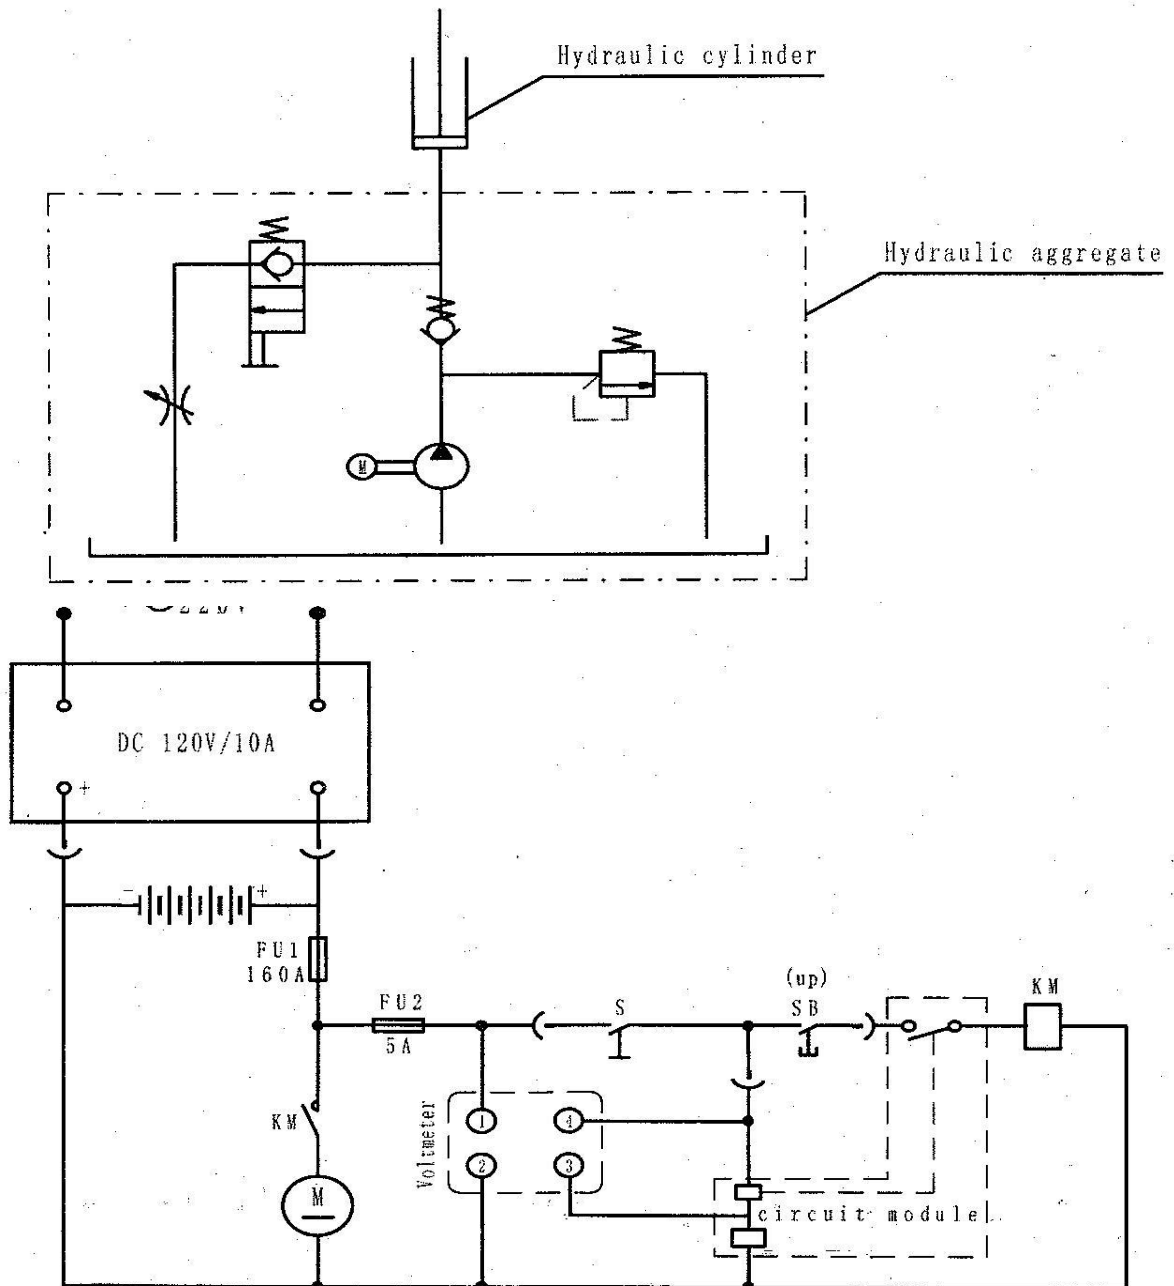 Hydraulic cylinder
Hydraulic aggregate
M
DC 120V/10A
+
- +
FU1
160A
FU2
5A
S
(up)
SB
KM
KM
Voltmeter
1
4
2
3
M
circuit module